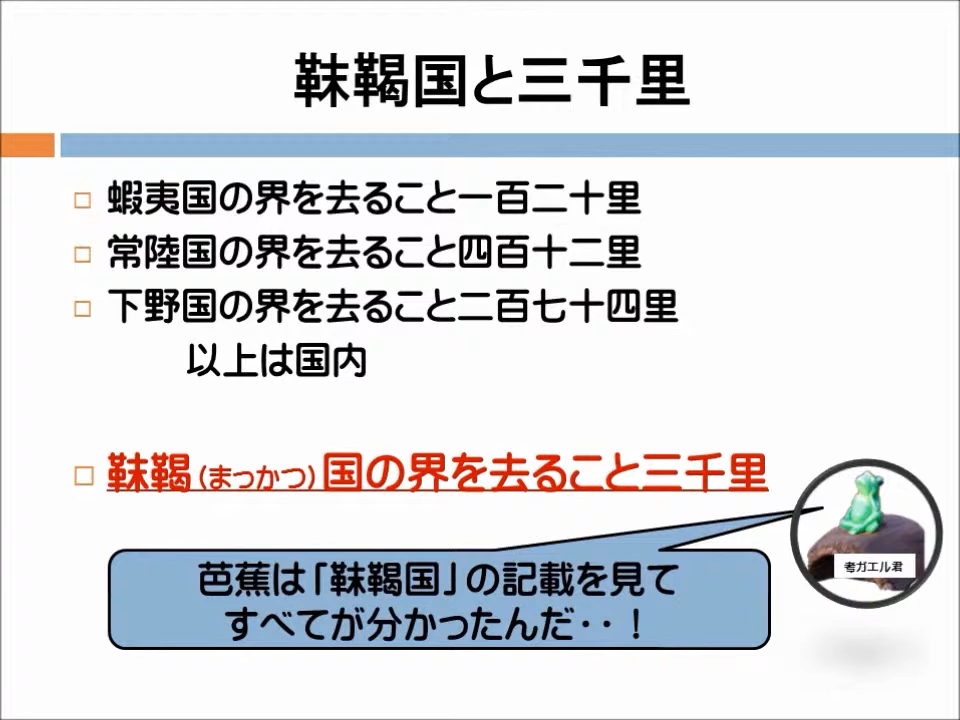 靺鞨国と三千里
蝦夷国の界を去ること一百二十里
常陸国の界を去ること四百十二里
下野国の界を去ること二百七十四里
以上は国内
靺鞨(まっかつ)国の界を去ること三千里
芭蕉は「靺鞨国」の記載を見て
すべてが分かったんだ・・！
考ガエル君